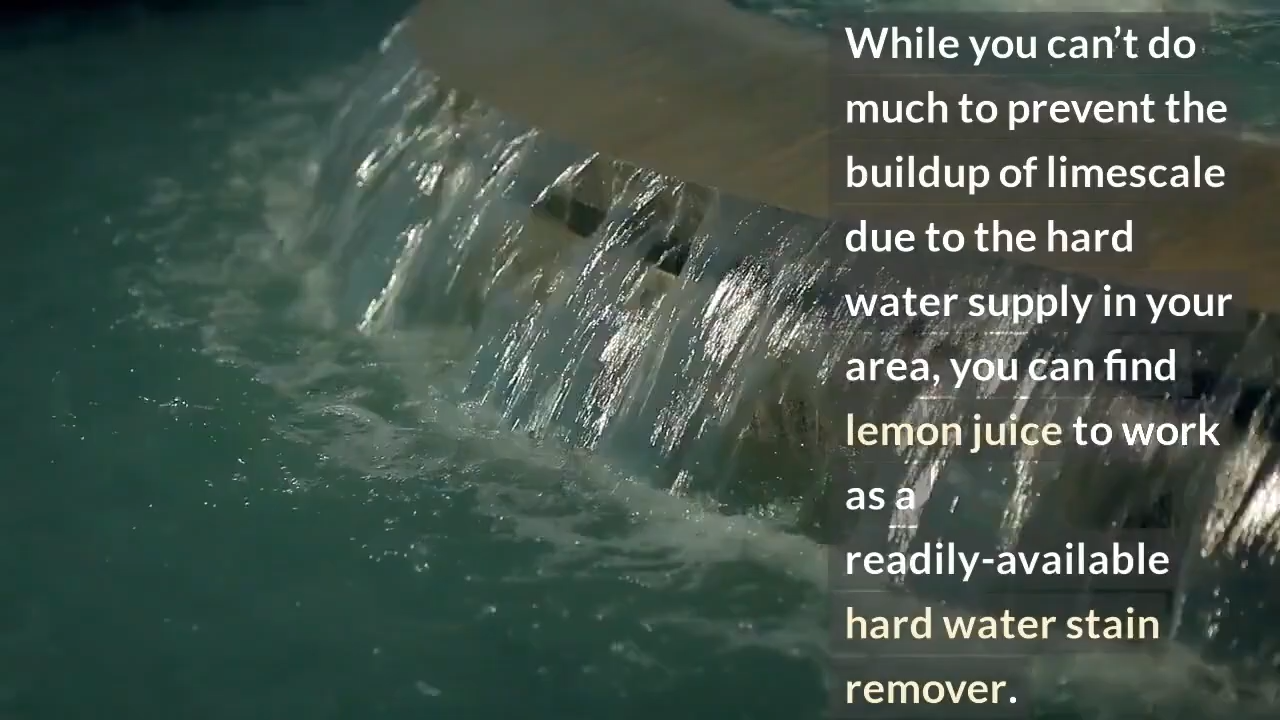 While you can’t do
much to prevent the
buildup of limescale
due to the hard
water supply in your
area, you can find
lemon juice to work
as a
readily-available
hard water stain
remover.